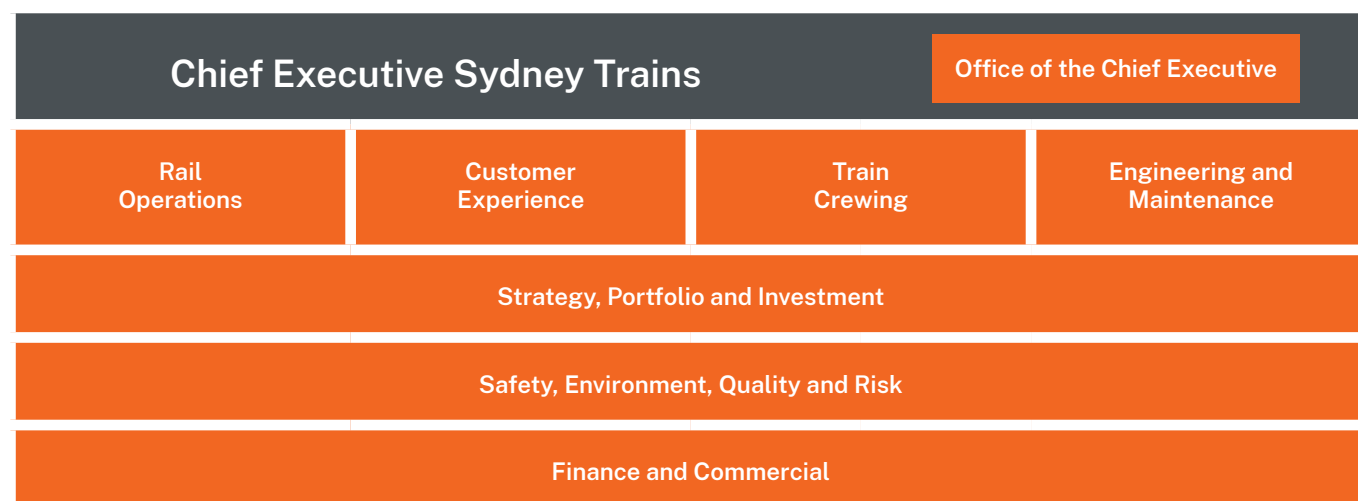 Chief Executive Sydney Trains
Office of the Chief Executive
Rail
Operations
Customer
Experience
Train
Crewing
Engineering and
Maintenance
Strategy, Portfolio and Investment
Safety, Environment, Quality and Risk
Finance and Commercial